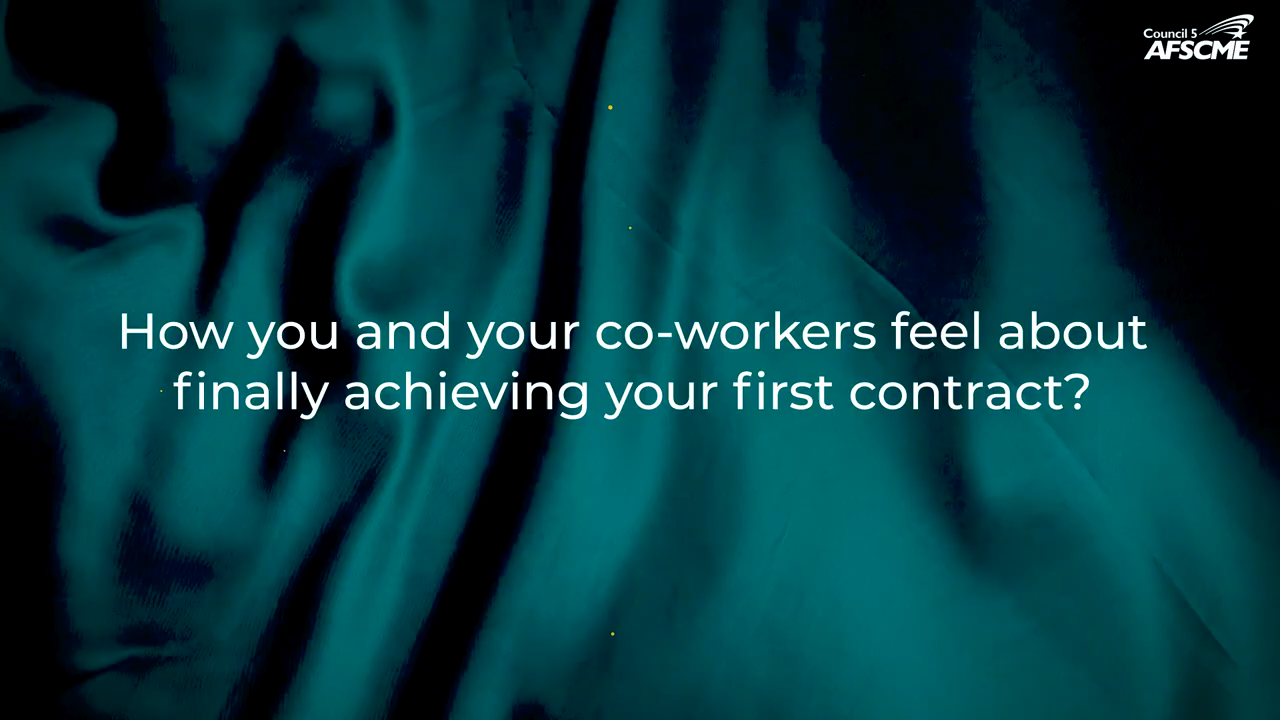 Council 5
AFSCME
How you and your co-workers feel about
finally achieving your first contract?